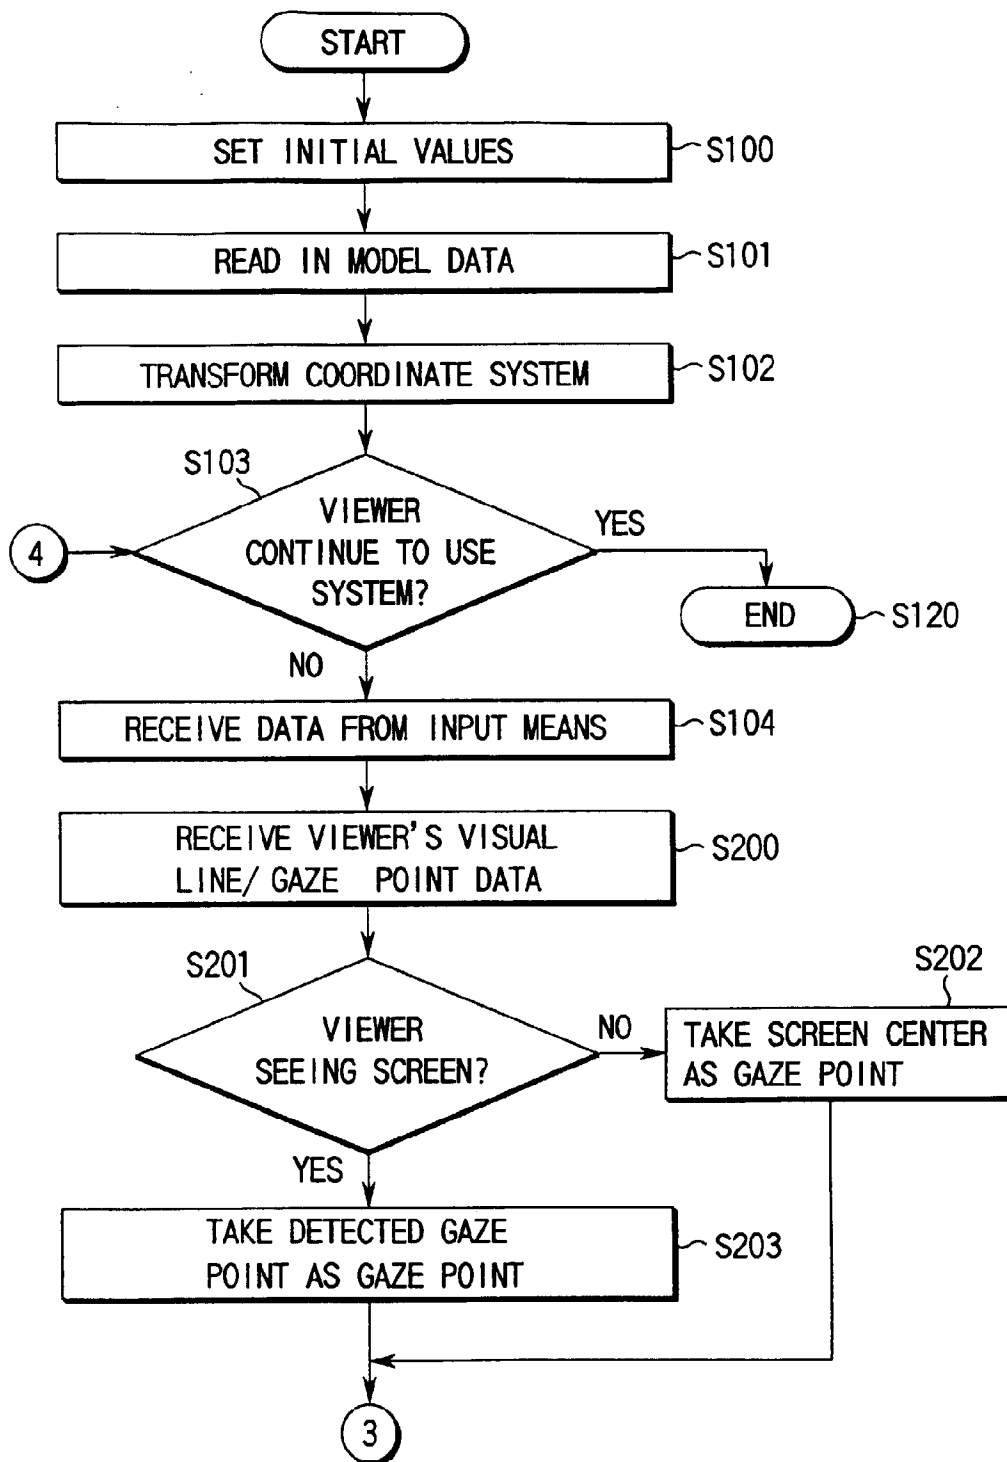 START
SET INITIAL VALUES
S100
READ IN MODEL DATA
S101
TRANSFORM COORDINATE SYSTEM
S102
S103
VIEWER
CONTINUE TO USE
SYSTEM?
4
YES
END
S120
NO
RECEIVE DATA FROM INPUT MEANS
S104
RECEIVE VIEWER'S VISUAL
LINE/ GAZE POINT DATA
S200
S201
VIEWER
SEEING SCREEN?
NO
S202
TAKE SCREEN CENTER
AS GAZE POINT
YES
TAKE DETECTED GAZE
POINT AS GAZE POINT
S203
3